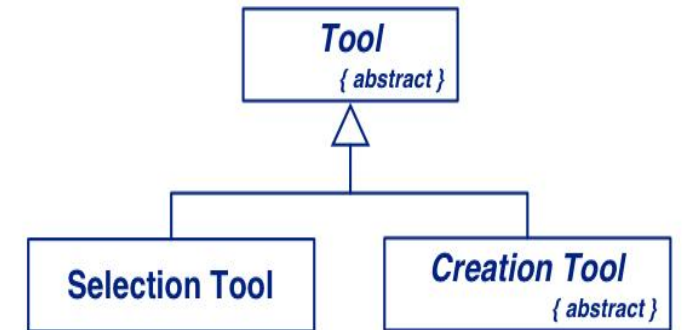 Tool
{ abstract }
Selection Tool
Creation Tool
{ abstract }